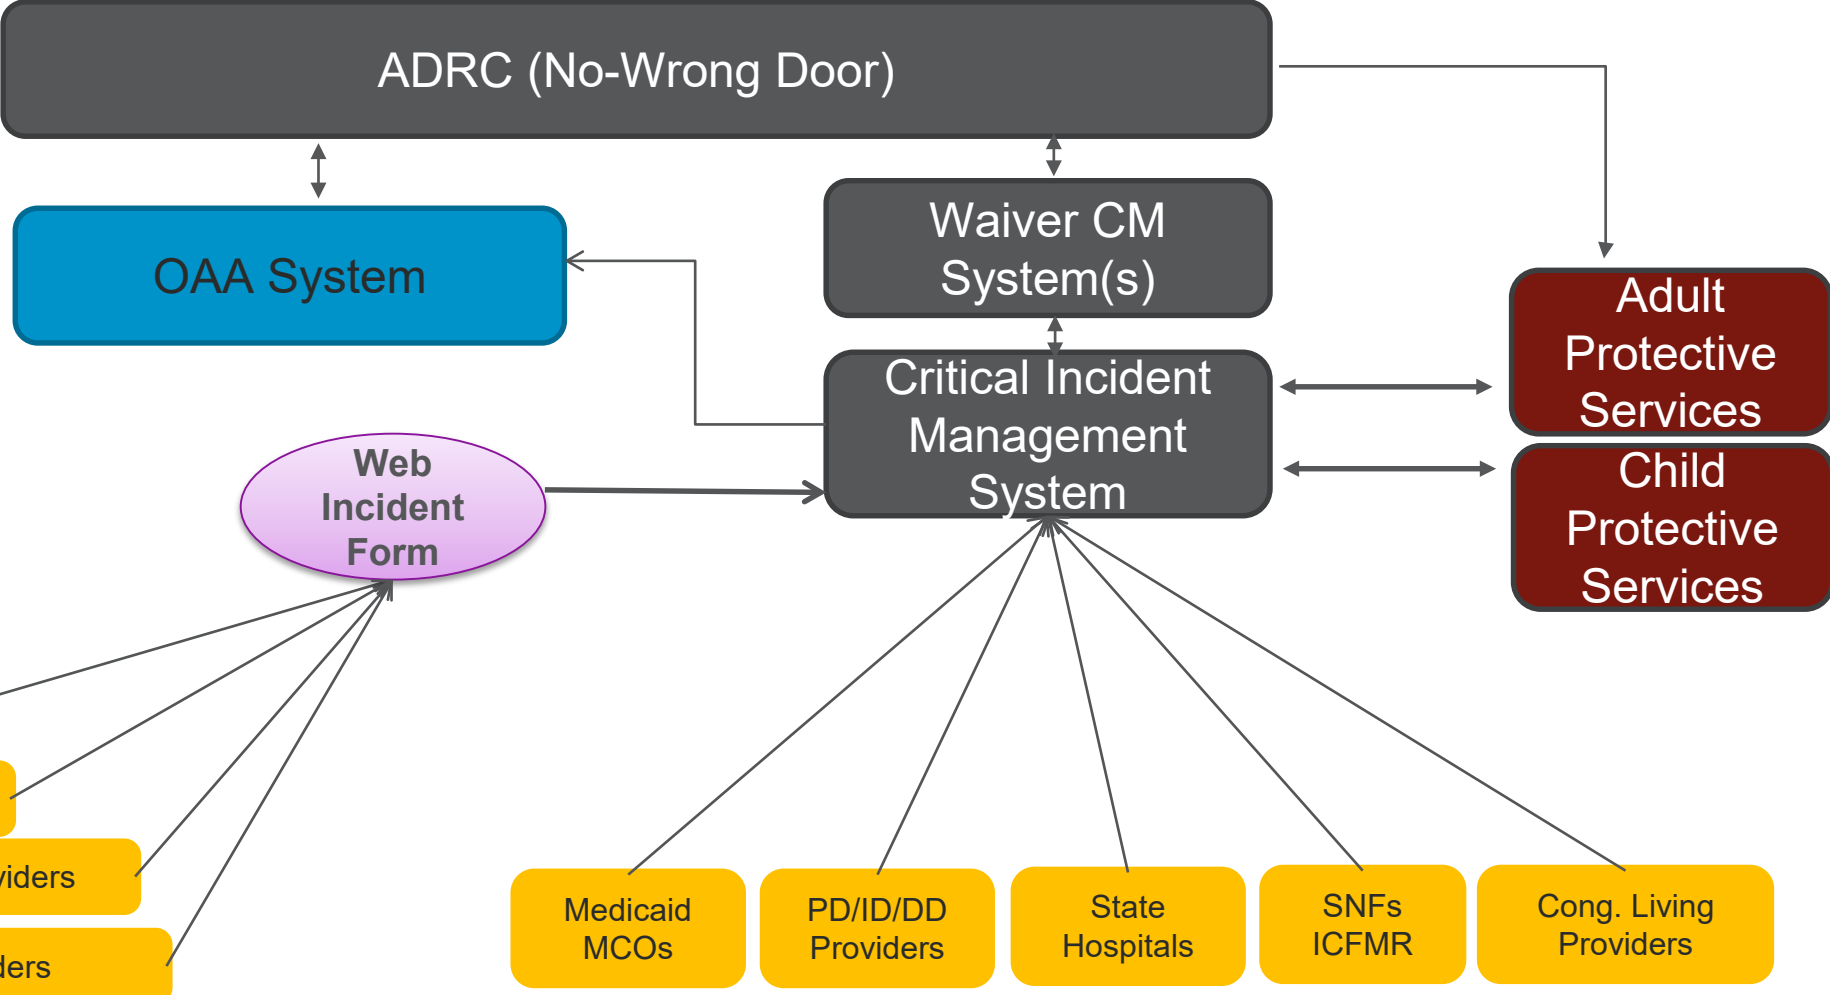 ADRC (No-Wrong Door)
OAA System
Waiver CM
System(s)
Adult
Protective
Services
Critical Incident
Management
System
Child
Protective
Services
Web
Incident
Form
Medicaid
MCOs
PD/ID/DD
Providers
State
Hospitals
SNFs
ICFMR
Cong. Living
Providers